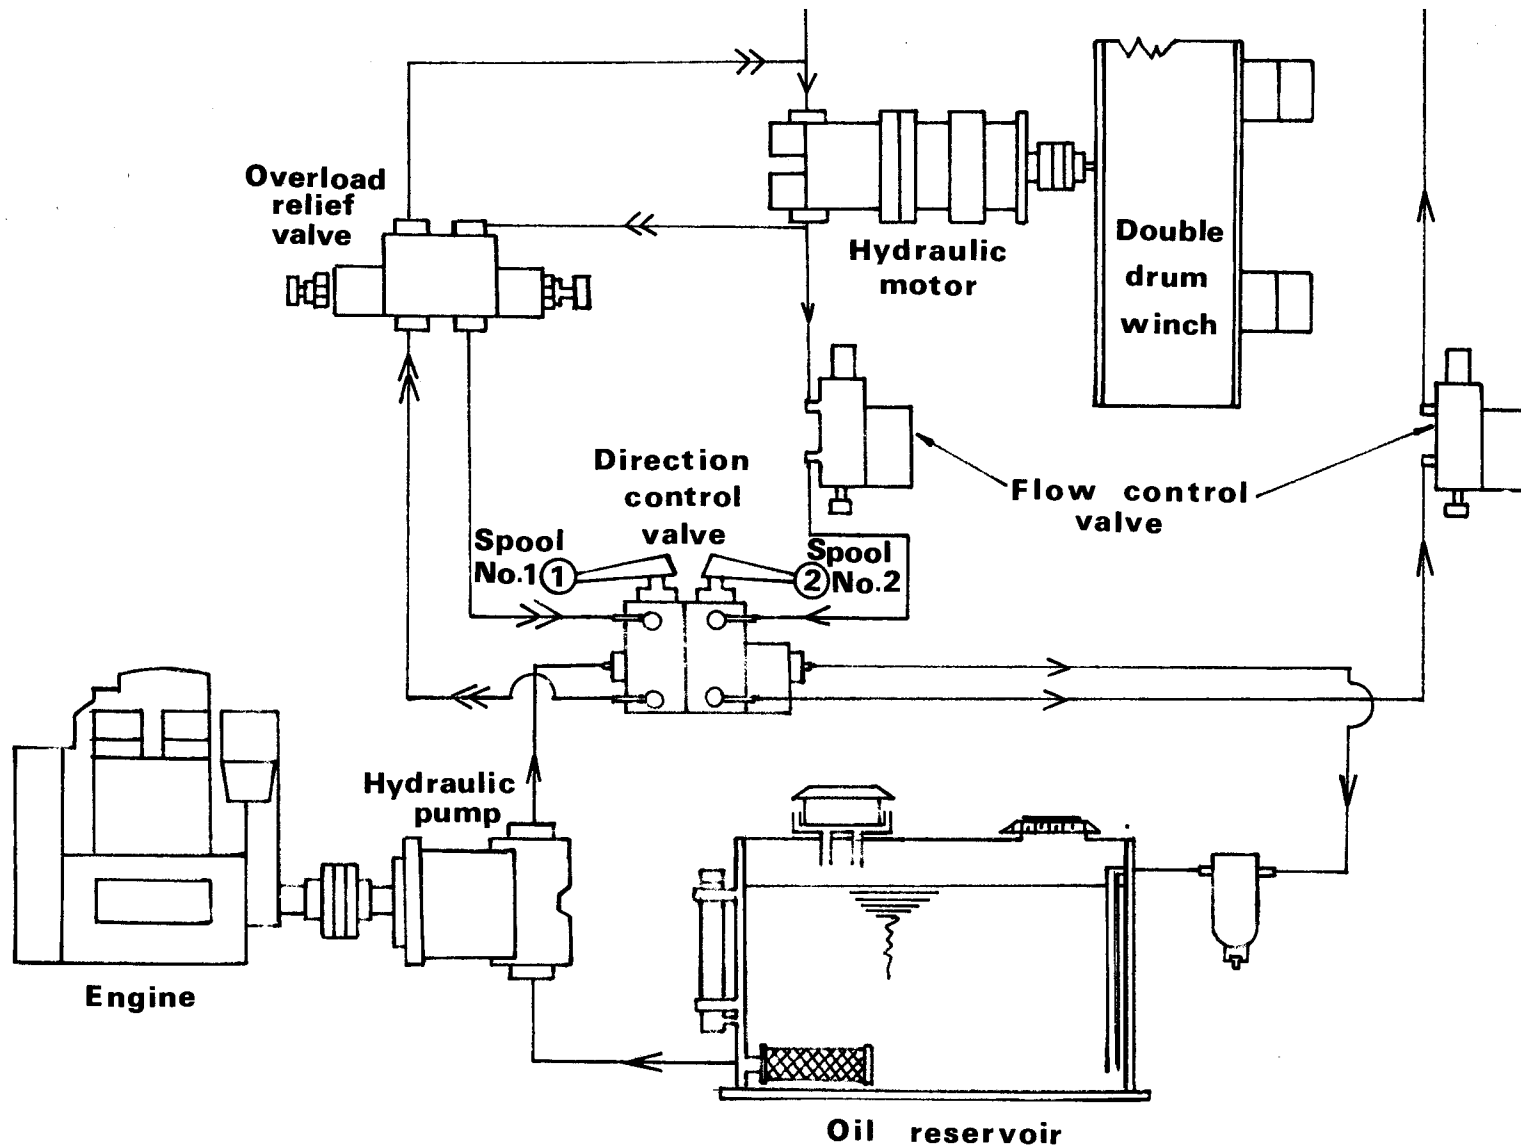 Overload
relief
valve
Hydraulic
motor
Double
drum
winch
Direction
control
valve
Flow control
valve
Spool
No.1 1
Spool
2 No.2
Hydraulic
pump
Engine
Oil reservoir